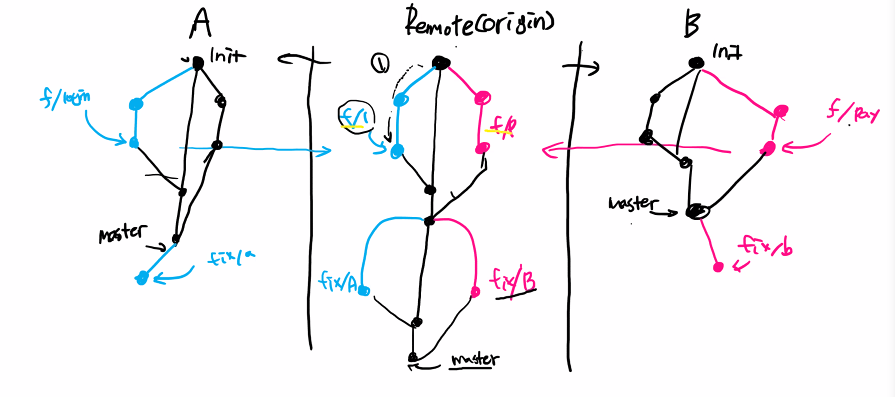 A
Remote(origin)
B
Init
①
Init
f/login
f/l
f/p
f/pay
master
master
fix/a
fix/b
fix/A
fix/B
master